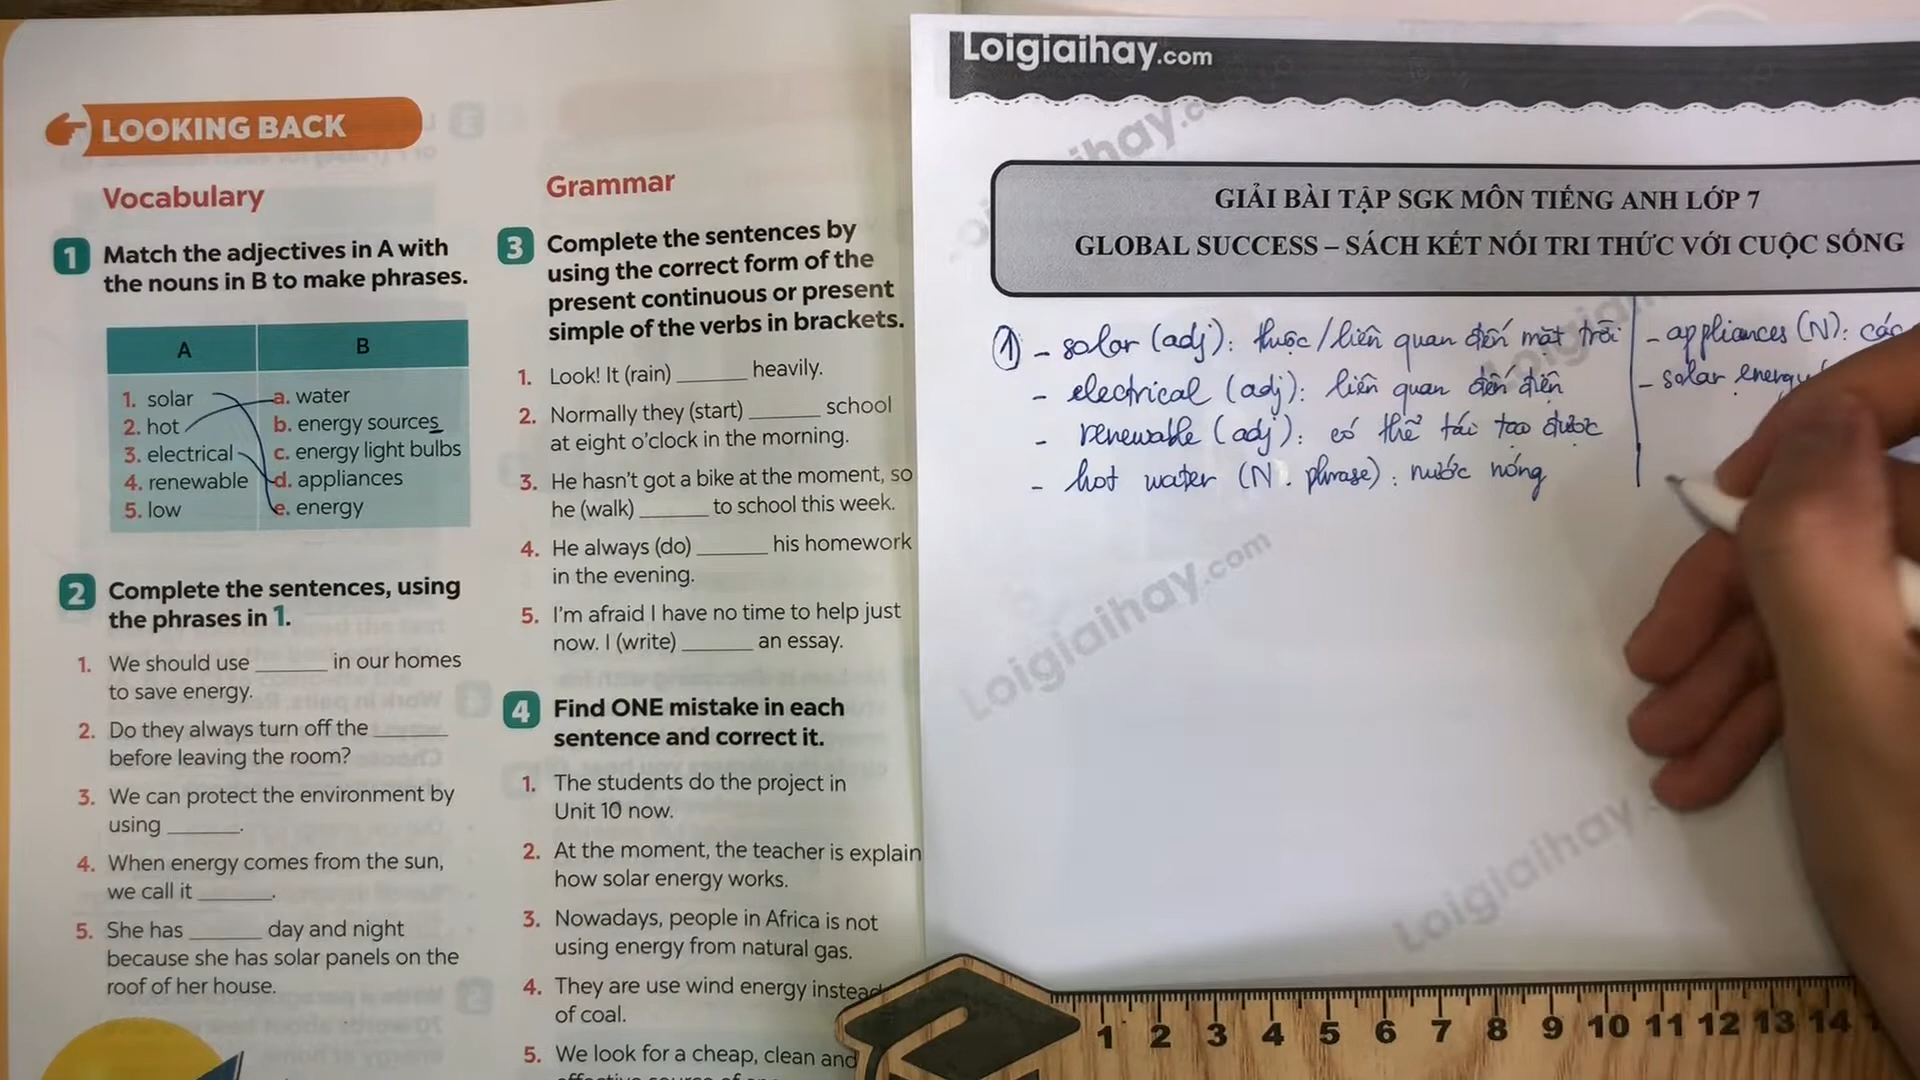 LOOKING BACK
Vocabulary
1 Match the adjectives in A with
the nouns in B to make phrases.
A B
1. solar a. water
2. hot b. energy sources
3. electrical c. energy light bulbs
4. renewable d. appliances
5. low e. energy
2 Complete the sentences, using
the phrases in 1.
1. We should use ______ in our homes
to save energy.
2. Do they always turn off the ______
before leaving the room?
3. We can protect the environment by
using ______.
4. When energy comes from the sun,
we call it ______.
5. She has ______ day and night
because she has solar panels on the
roof of her house.
Grammar
3 Complete the sentences by
using the correct form of the
present continuous or present
simple of the verbs in brackets.
1. Look! It (rain) ______ heavily.
2. Normally they (start) ______ school
at eight o'clock in the morning.
3. He hasn't got a bike at the moment, so
he (walk) ______ to school this week.
4. He always (do) ______ his homework
in the evening.
5. I'm afraid I have no time to help just
now. I (write) ______ an essay.
4 Find ONE mistake in each
sentence and correct it.
1. The students do the project in
Unit 10 now.
2. At the moment, the teacher is explain
how solar energy works.
3. Nowadays, people in Africa is not
using energy from natural gas.
4. They are use wind energy instead
of coal.
5. We look for a cheap, clean and
Loigiaihay.com
GIẢI BÀI TẬP SGK MÔN TIẾNG ANH LỚP 7
GLOBAL SUCCESS – SÁCH KẾT NỐI TRI THỨC VỚI CUỘC SỐNG
① - solar (adj): thuộc/liên quan đến mặt trời
- electrical (adj): liên quan đến điện
- renewable (adj): có thể tái tạo được
- hot water (N. phrase): nước nóng
- appliances (N): các
- solar energy
Loigiaihay.com
Loigiaihay
1 2 3 4 5 6 7 8 9 10 11 12 13 14